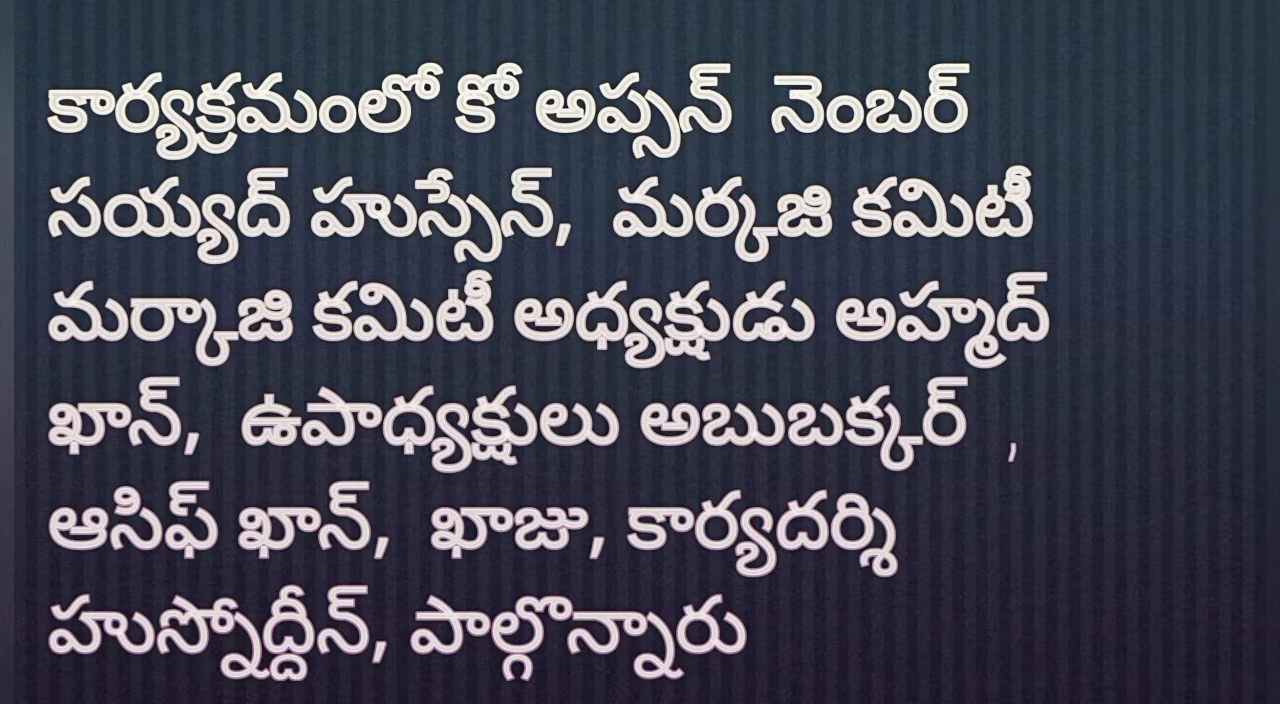 కార్యక్రమంలో కో అప్సన్ నెంబర్
సయ్యద్ హుస్సేన్, మర్కజి కమిటీ
మర్కాజి కమిటీ అధ్యక్షుడు అహ్మద్
ఖాన్, ఉపాధ్యక్షులు అబుబక్కర్ ,
ఆసిఫ్ ఖాన్, ఖాజు, కార్యదర్శి
హుస్నోద్దీన్, పాల్గొన్నారు